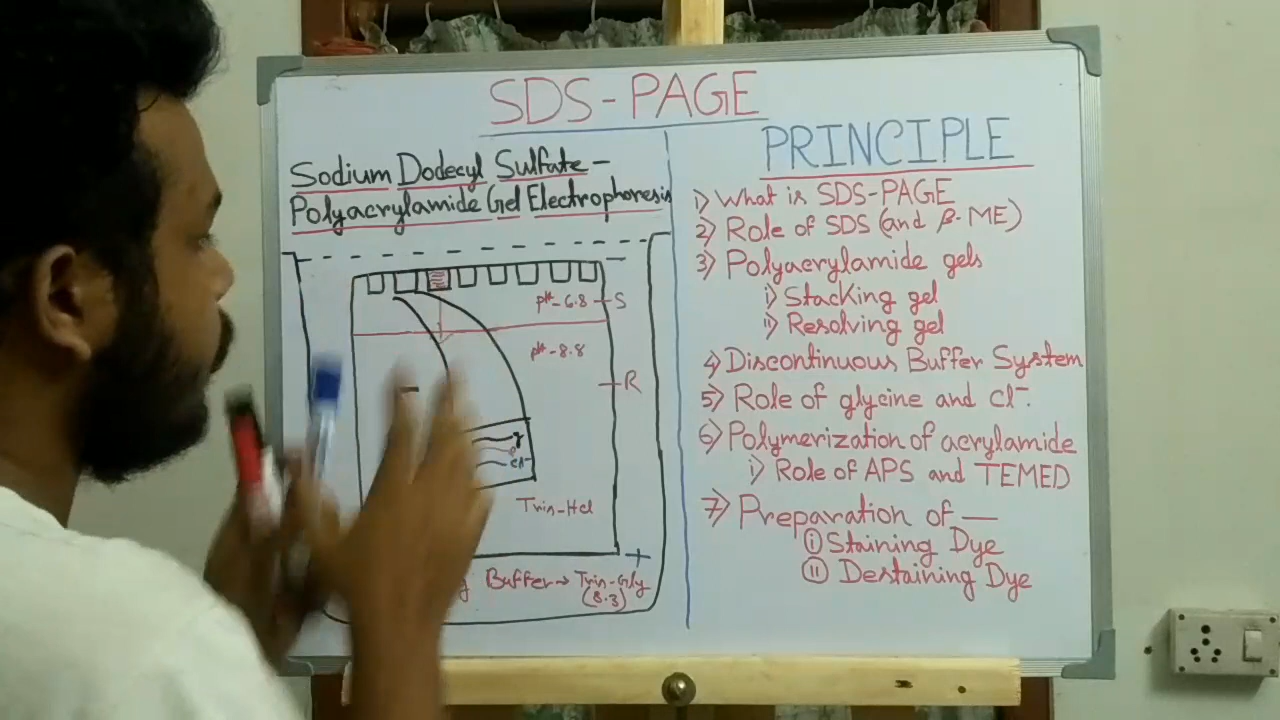 SDS-PAGE
Sodium Dodecyl Sulfate-
Polyacrylamide Gel Electrophoresis
pH-6.8
S
pH-8.8
R
Tris-Hcl
+
Buffer → Tris-Gly
(8.3)
PRINCIPLE
1) What is SDS-PAGE
2) Role of SDS (and β-ME)
3) Polyacrylamide gels
i) Stacking gel
ii) Resolving gel
4) Discontinuous Buffer System
5) Role of glycine and Cl⁻.
6) Polymerization of acrylamide
i) Role of APS and TEMED
7) Preparation of —
(i) Staining Dye
(ii) Destaining Dye